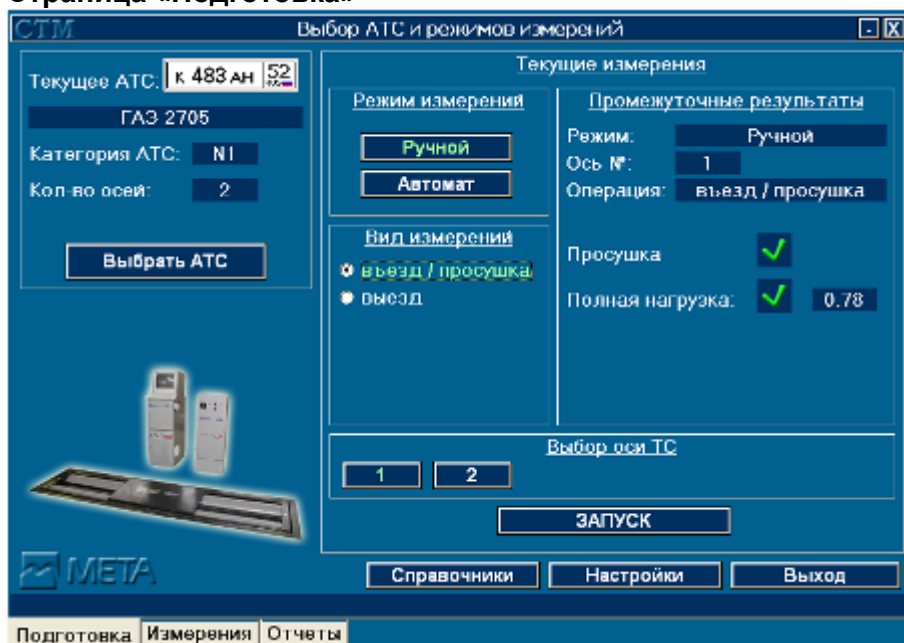 Страница «Подготовка»
СТМ
Выбор АТС и режимов измерений
Текущее АТС: к 483 ан 52
ГАЗ 2705
Категория АТС: N1
Кол-во осей: 2
Выбрать АТС
Текущие измерения
Режим измерений
Ручной
Автомат
Вид измерений
въезд / просушка
выезд
Промежуточные результаты
Режим: Ручной
Ось №: 1
Операция: въезд / просушка
Просушка
Полная нагрузка: 0.78
Выбор оси ТС
1 2
ЗАПУСК
МЕТА
Справочники Настройки Выход
Подготовка Измерения Отчеты